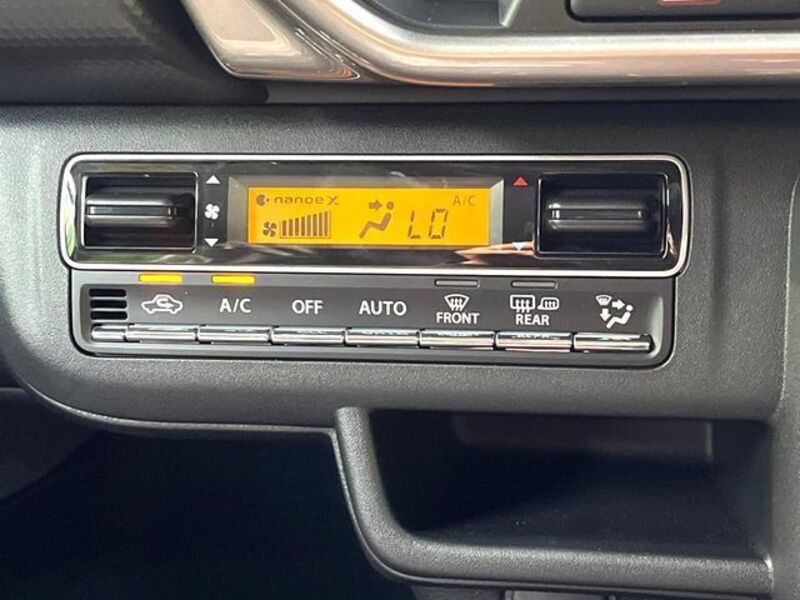 nanoe X A/C
LO
A/C OFF AUTO FRONT REAR